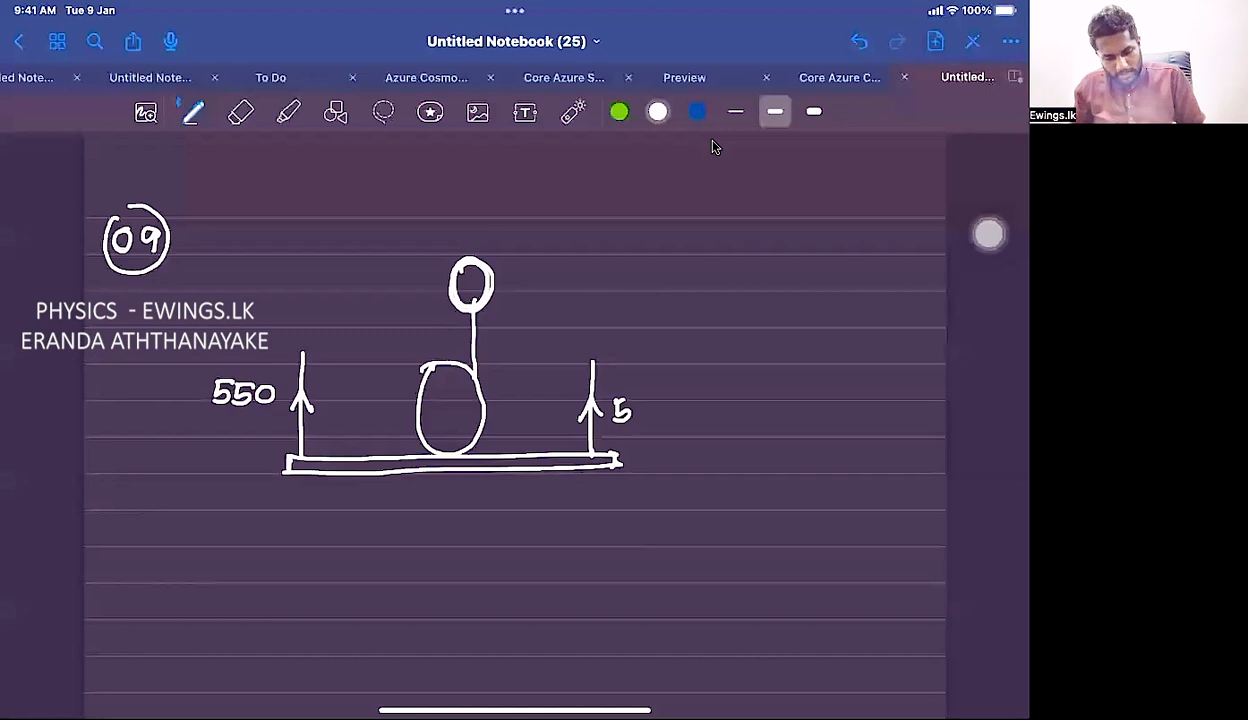 9:41 AM Tue 9 Jan
100%
Untitled Notebook (25)
led Note...
Untitled Note...
To Do
Azure Cosmo...
Core Azure S...
Preview
Core Azure C...
Untitled...
T
Ewings.lk
09
PHYSICS - EWINGS.LK
ERANDA ATHTHANAYAKE
550
5